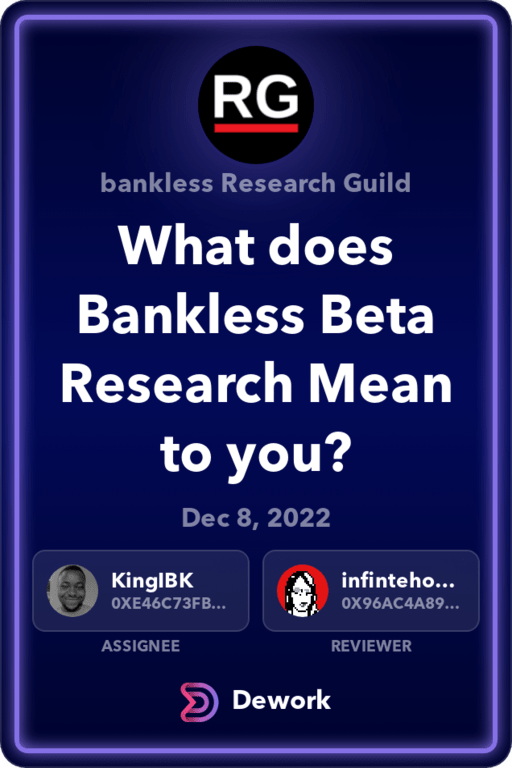 RG
bankless Research Guild
What does
Bankless Beta
Research Mean
to you?
Dec 8, 2022
KingIBK
0XE46C73FB...
ASSIGNEE
infinteho...
0X96AC4A89...
REVIEWER
Dework